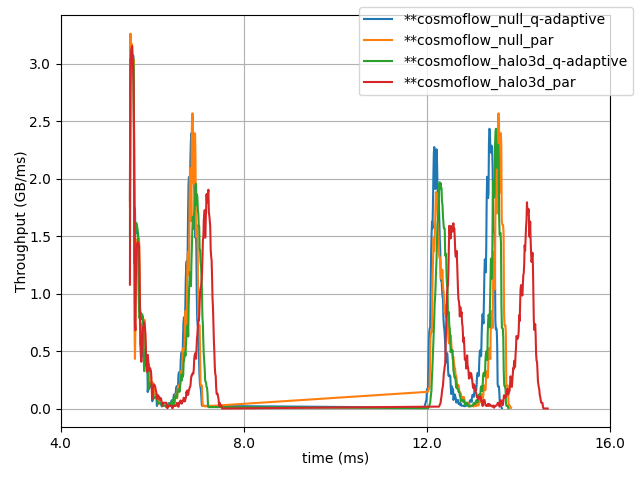 **cosmoflow_null_q-adaptive
**cosmoflow_null_par
**cosmoflow_halo3d_q-adaptive
**cosmoflow_halo3d_par
Throughput (GB/ms)
3.0
2.5
2.0
1.5
1.0
0.5
0.0
4.0 8.0 12.0 16.0
time (ms)